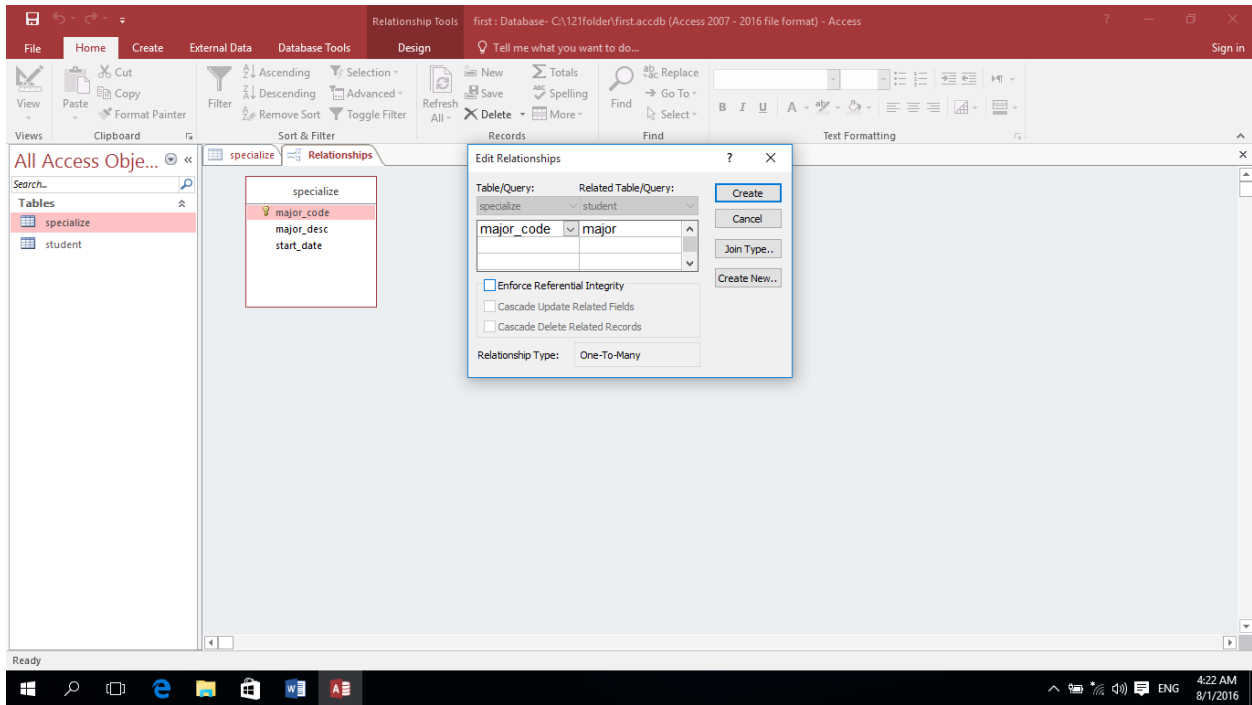 Relationship Tools first : Database- C:\121folder\first.accdb (Access 2007 - 2016 file format) - Access ?
File Home Create External Data Database Tools Design Tell me what you want to do... Sign in
Cut Ascending Selection New Totals Replace
Copy Descending Advanced Save Spelling Go To
View Paste Format Painter Filter Remove Sort Toggle Filter Refresh All Delete More Find Select B I U A
Views Clipboard Sort & Filter Records Find Text Formatting
All Access Obje... «
specialize Relationships
Search...
Tables
specialize
student
specialize
major_code
major_desc
start_date
Edit Relationships ?
Table/Query: Related Table/Query:
specialize student
major_code major
Enforce Referential Integrity
Cascade Update Related Fields
Cascade Delete Related Records
Relationship Type: One-To-Many
Create
Cancel
Join Type..
Create New..
Ready
ENG 4:22 AM
8/1/2016